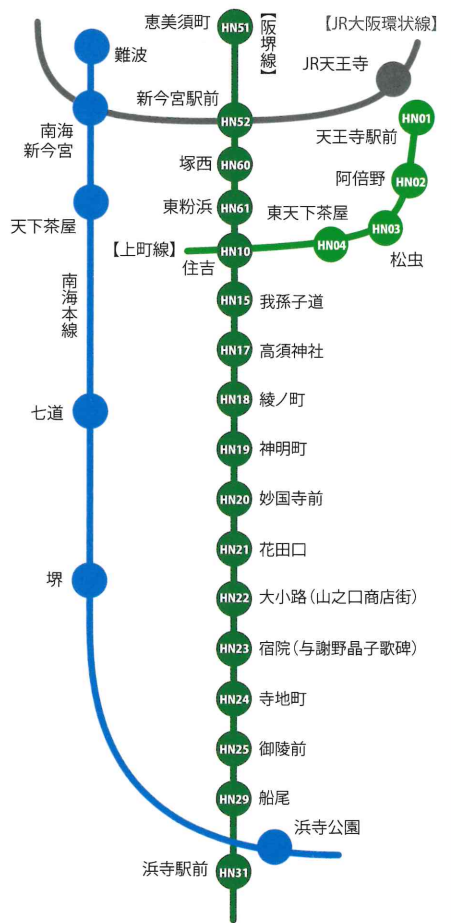 恵美須町
HN51
【阪堺線】
【JR大阪環状線】
難波
JR天王寺
新今宮駅前
HN52
南海
新今宮
HN01
天王寺駅前
塚西
HN60
阿倍野
HN02
天下茶屋
東粉浜
HN61
東天下茶屋
HN03
松虫
【上町線】
住吉
HN10
HN04
南海本線
HN15
我孫子道
HN17
高須神社
七道
HN18
綾ノ町
HN19
神明町
HN20
妙国寺前
HN21
花田口
堺
HN22
大小路(山之口商店街)
HN23
宿院(与謝野晶子歌碑)
HN24
寺地町
HN25
御陵前
HN29
船尾
浜寺公園
浜寺駅前
HN31